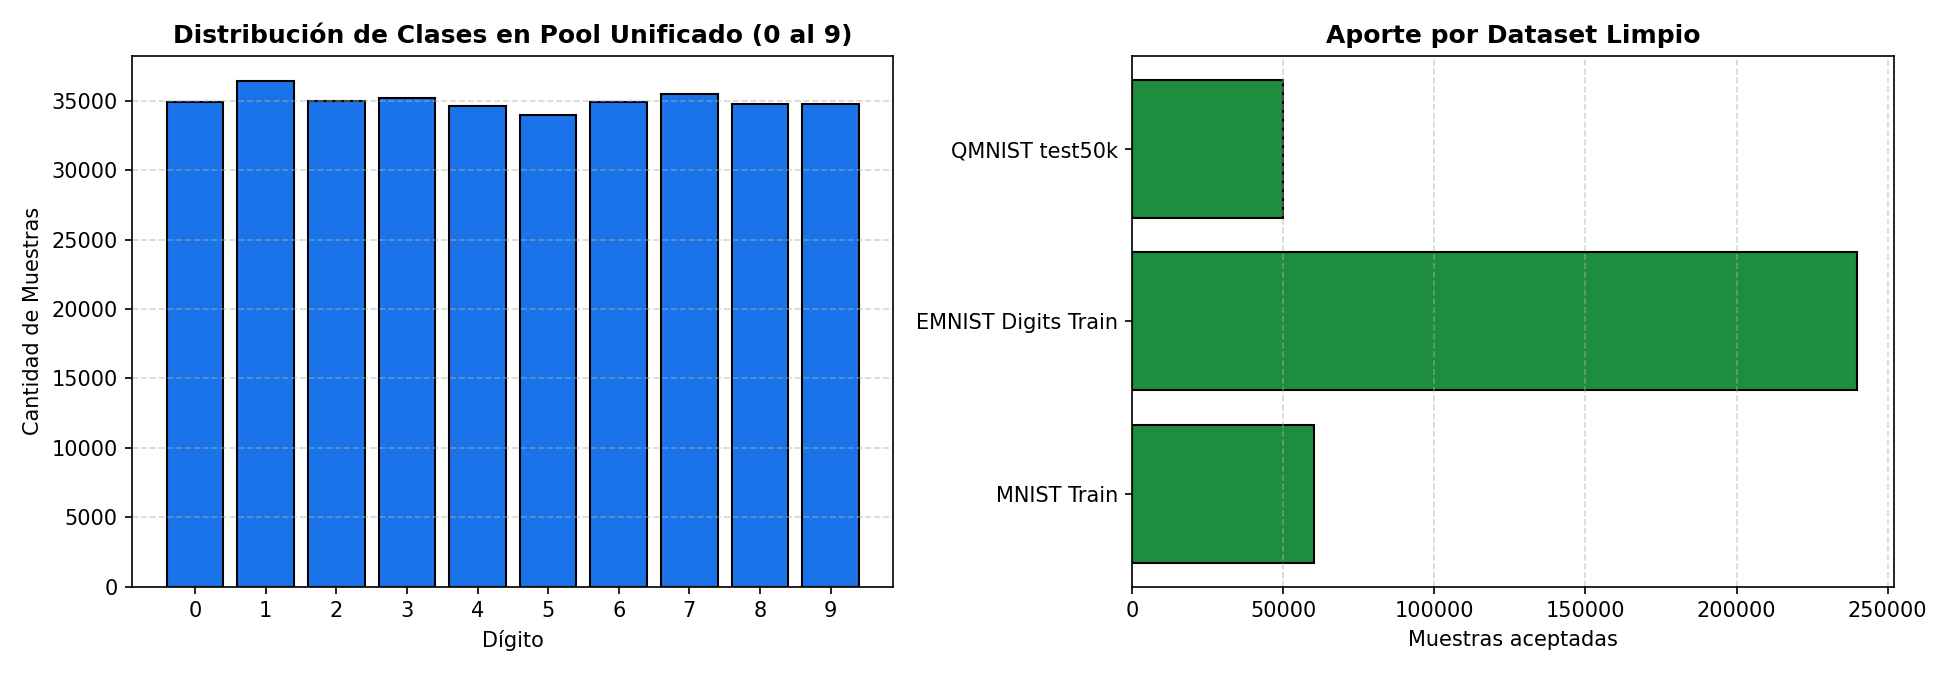 Distribución de Clases en Pool Unificado (0 al 9)
Cantidad de Muestras
35000
30000
25000
20000
15000
10000
5000
0
0 1 2 3 4 5 6 7 8 9
Dígito
Aporte por Dataset Limpio
QMNIST test50k
EMNIST Digits Train
MNIST Train
0 50000 100000 150000 200000 250000
Muestras aceptadas